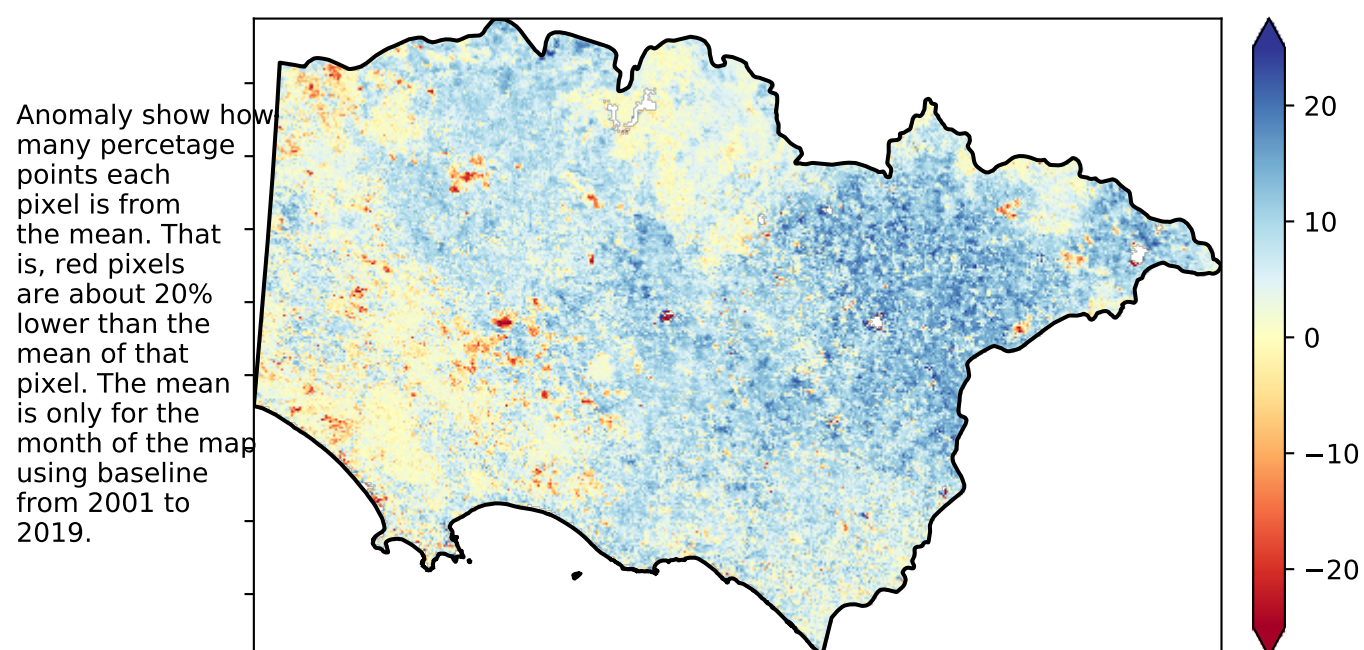 Anomaly show how
many percetage
points each
pixel is from
the mean. That
is, red pixels
are about 20%
lower than the
mean of that
pixel. The mean
is only for the
month of the map
using baseline
from 2001 to
2019.
20
10
0
−10
−20